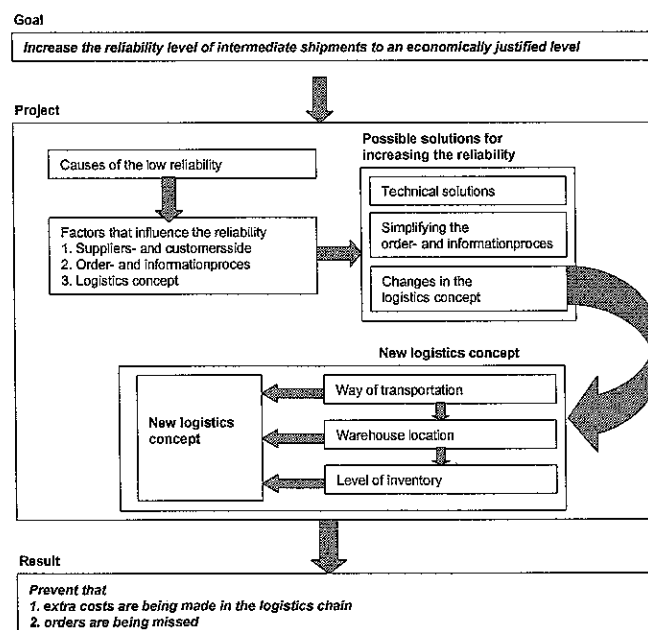 Goal
Increase the reliability level of intermediate shipments to an economically justified level
Project
Causes of the low reliability
Factors that influence the reliability
1. Suppliers- and customersside
2. Order- and informationproces
3. Logistics concept
Possible solutions for
increasing the reliability
Technical solutions
Simplifying the
order- and informationproces
Changes in the
logistics concept
New logistics concept
New logistics
concept
Way of transportation
Warehouse location
Level of inventory
Result
Prevent that
1. extra costs are being made in the logistics chain
2. orders are being missed